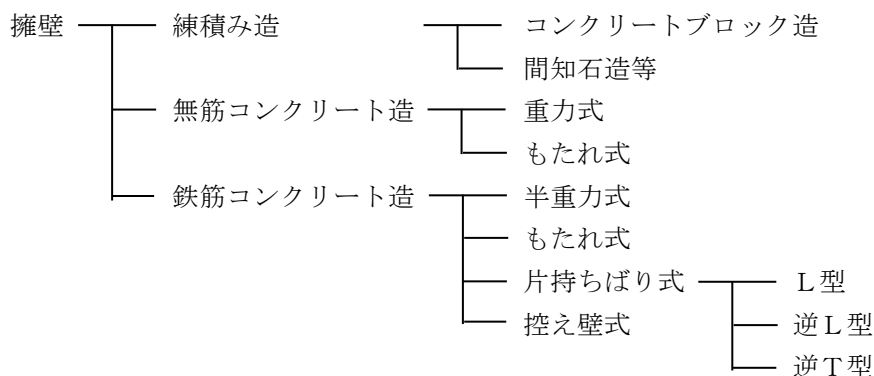 擁壁 練積み造 コンクリートブロック造
間知石造等
無筋コンクリート造 重力式
もたれ式
鉄筋コンクリート造 半重力式
もたれ式
片持ちばり式 L型
控え壁式 逆L型
逆T型